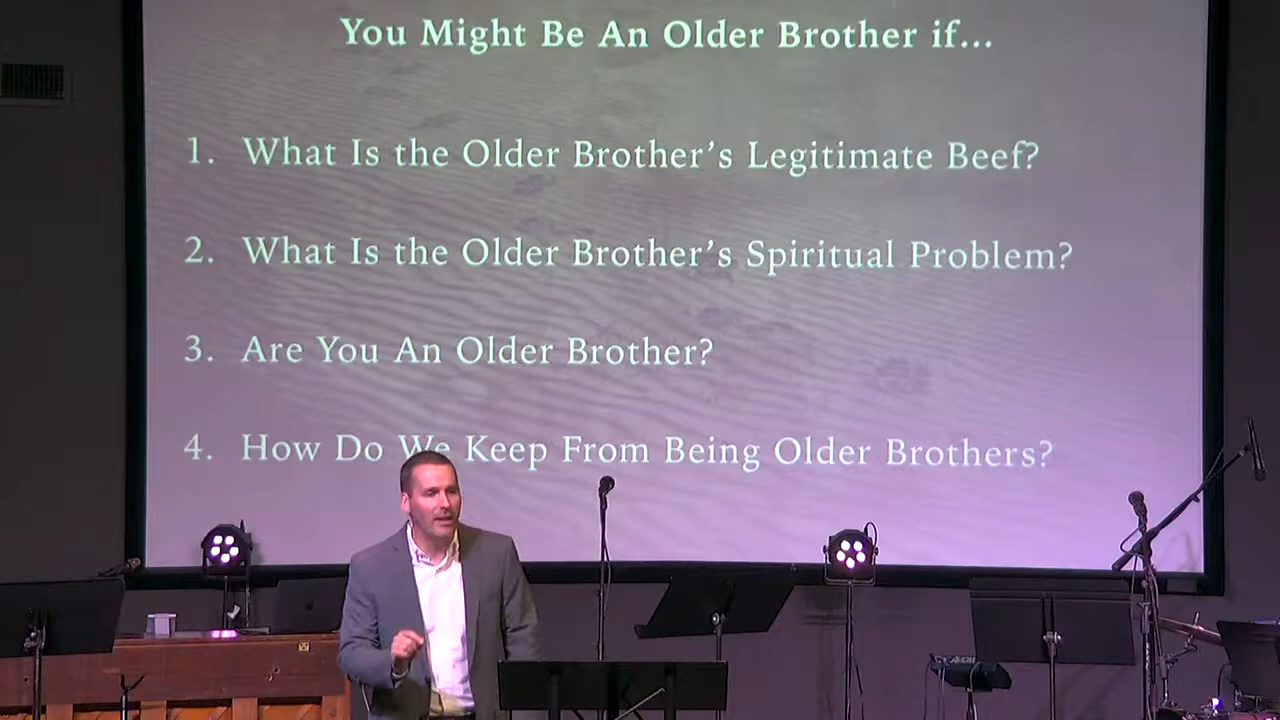 You Might Be An Older Brother if...
1. What Is the Older Brother's Legitimate Beef?
2. What Is the Older Brother's Spiritual Problem?
3. Are You An Older Brother?
4. How Do We Keep From Being Older Brothers?